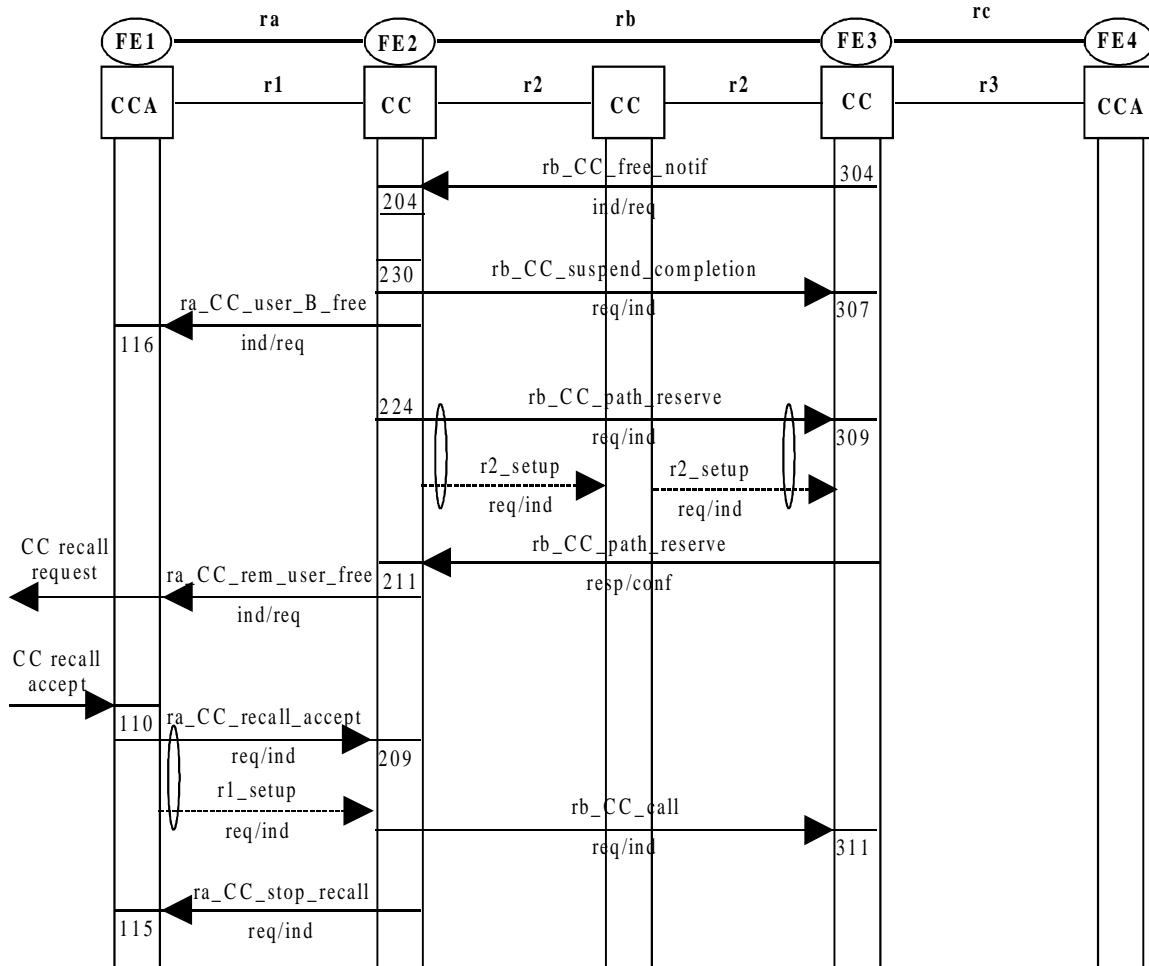 ra
rb
rc
FE1
FE2
FE3
FE4
r1
r2
r2
r3
CCA
CC
CC
CC
CCA
rb_CC_free_notif
304
204
ind/req
230
rb_CC_suspend_completion
req/ind
307
ra_CC_user_B_free
116
ind/req
224
rb_CC_path_reserve
req/ind
309
r2_setup
req/ind
r2_setup
req/ind
rb_CC_path_reserve
resp/conf
CC recall
request
ra_CC_rem_user_free
211
ind/req
CC recall
accept
110
ra_CC_recall_accept
req/ind
209
r1_setup
req/ind
rb_CC_call
req/ind
311
ra_CC_stop_recall
115
req/ind